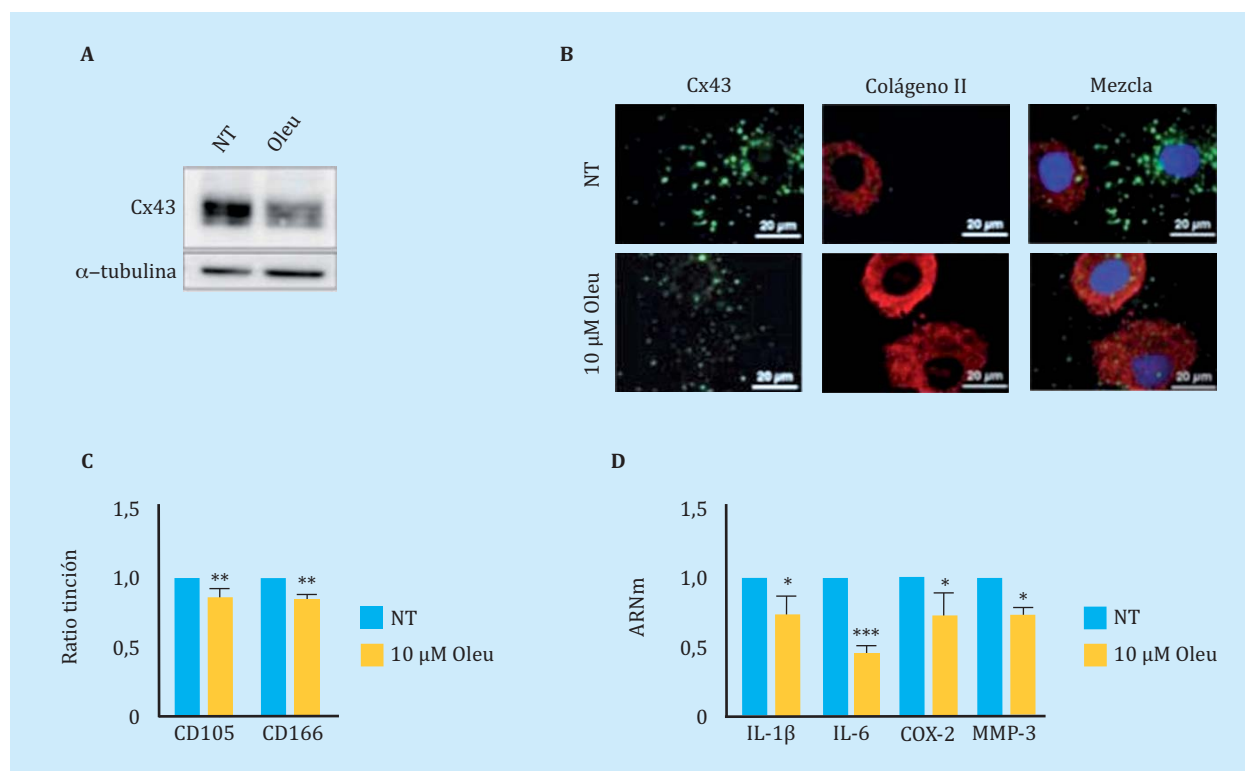 A
NT
Oleu
Cx43
α–tubulina
B
Cx43
Colágeno II
Mezcla
NT
20 µm
20 µm
20 µm
10 µM Oleu
20 µm
20 µm
20 µm
C
Ratio tinción
1,5
1,0
0,5
0
**
**
CD105
CD166
NT
10 µM Oleu
D
ARNm
1,5
1,0
0,5
0
*
***
*
*
IL-1β
IL-6
COX-2
MMP-3
NT
10 µM Oleu